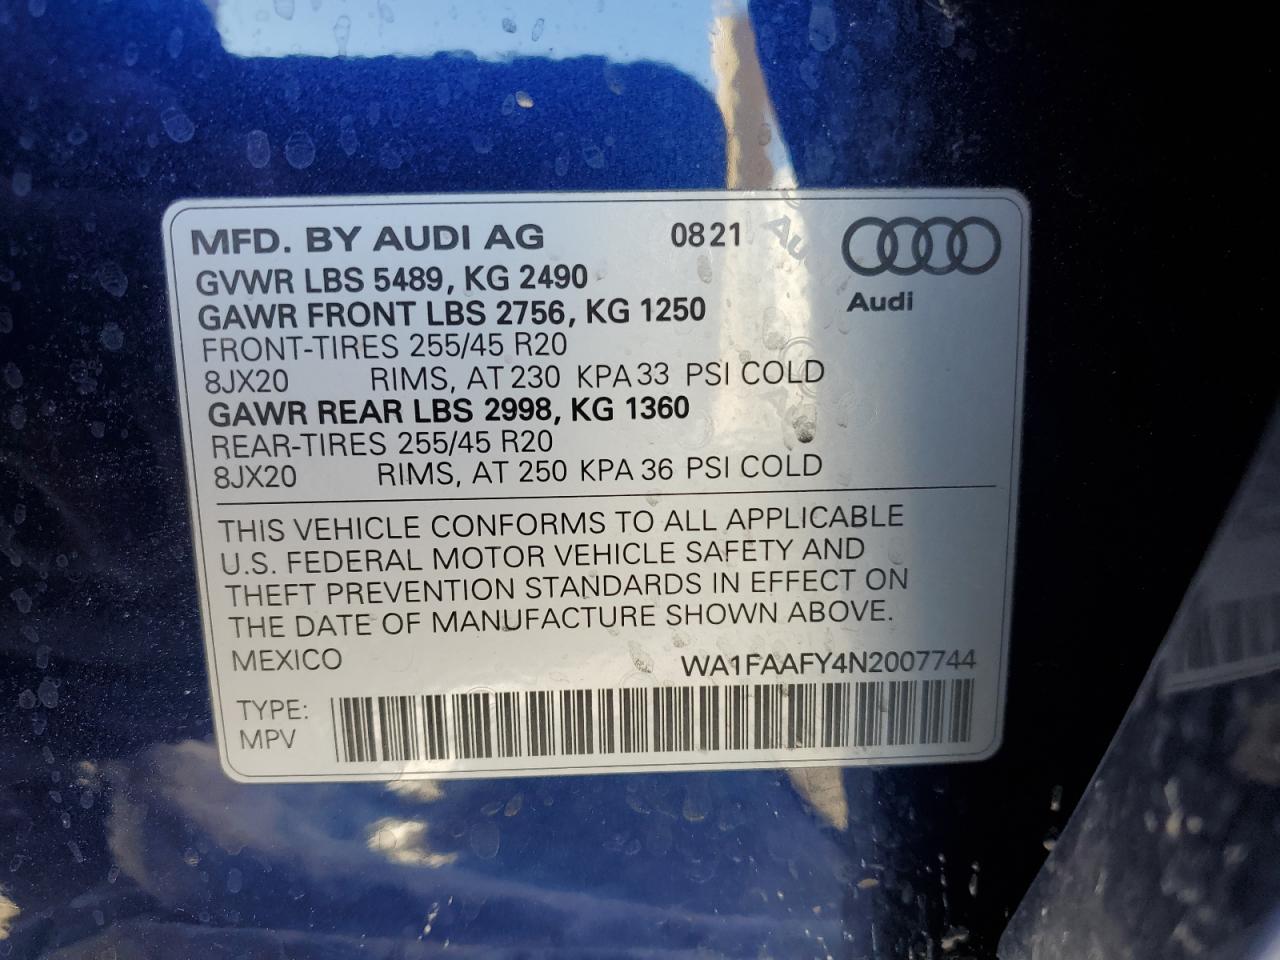 MFD. BY AUDI AG 0821
Audi
GVWR LBS 5489, KG 2490
GAWR FRONT LBS 2756, KG 1250
FRONT-TIRES 255/45 R20
8JX20 RIMS, AT 230 KPA 33 PSI COLD
GAWR REAR LBS 2998, KG 1360
REAR-TIRES 255/45 R20
8JX20 RIMS, AT 250 KPA 36 PSI COLD
THIS VEHICLE CONFORMS TO ALL APPLICABLE
U.S. FEDERAL MOTOR VEHICLE SAFETY AND
THEFT PREVENTION STANDARDS IN EFFECT ON
THE DATE OF MANUFACTURE SHOWN ABOVE.
MEXICO WA1FAAFY4N2007744
TYPE:
MPV